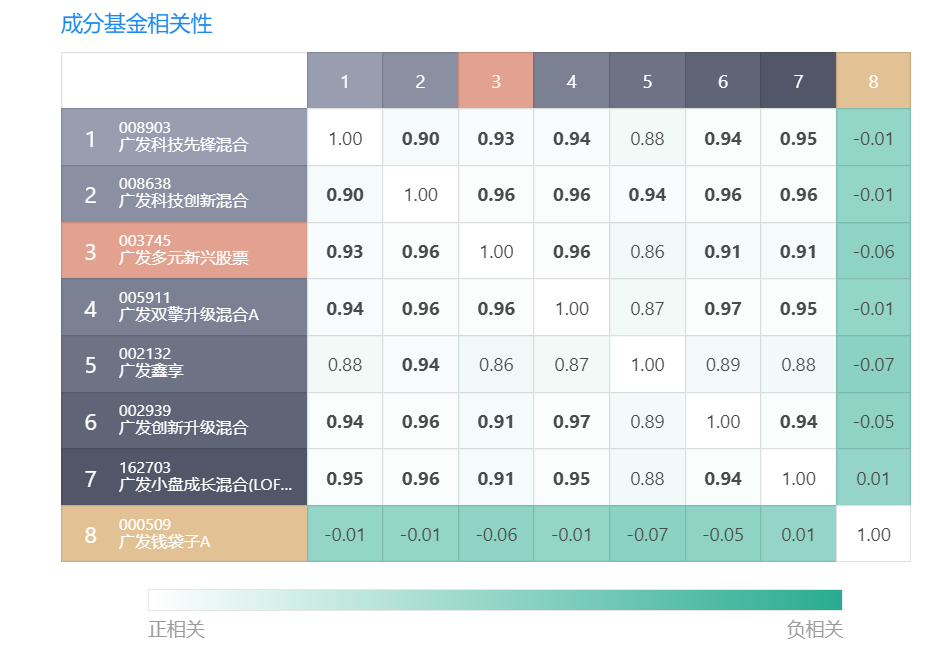 成分基金相关性
1 2 3 4 5 6 7 8
008903
1 广发科技先锋混合 1.00 0.90 0.93 0.94 0.88 0.94 0.95 -0.01
008638
2 广发科技创新混合 0.90 1.00 0.96 0.96 0.94 0.96 0.96 -0.01
003745
3 广发多元新兴股票 0.93 0.96 1.00 0.96 0.86 0.91 0.91 -0.06
005911
4 广发双擎升级混合A 0.94 0.96 0.96 1.00 0.87 0.97 0.95 -0.01
002132
5 广发鑫享 0.88 0.94 0.86 0.87 1.00 0.89 0.88 -0.07
002939
6 广发创新升级混合 0.94 0.96 0.91 0.97 0.89 1.00 0.94 -0.05
162703
7 广发小盘成长混合(LOF... 0.95 0.96 0.91 0.95 0.88 0.94 1.00 0.01
000509
8 广发钱袋子A -0.01 -0.01 -0.06 -0.01 -0.07 -0.05 0.01 1.00
正相关 负相关